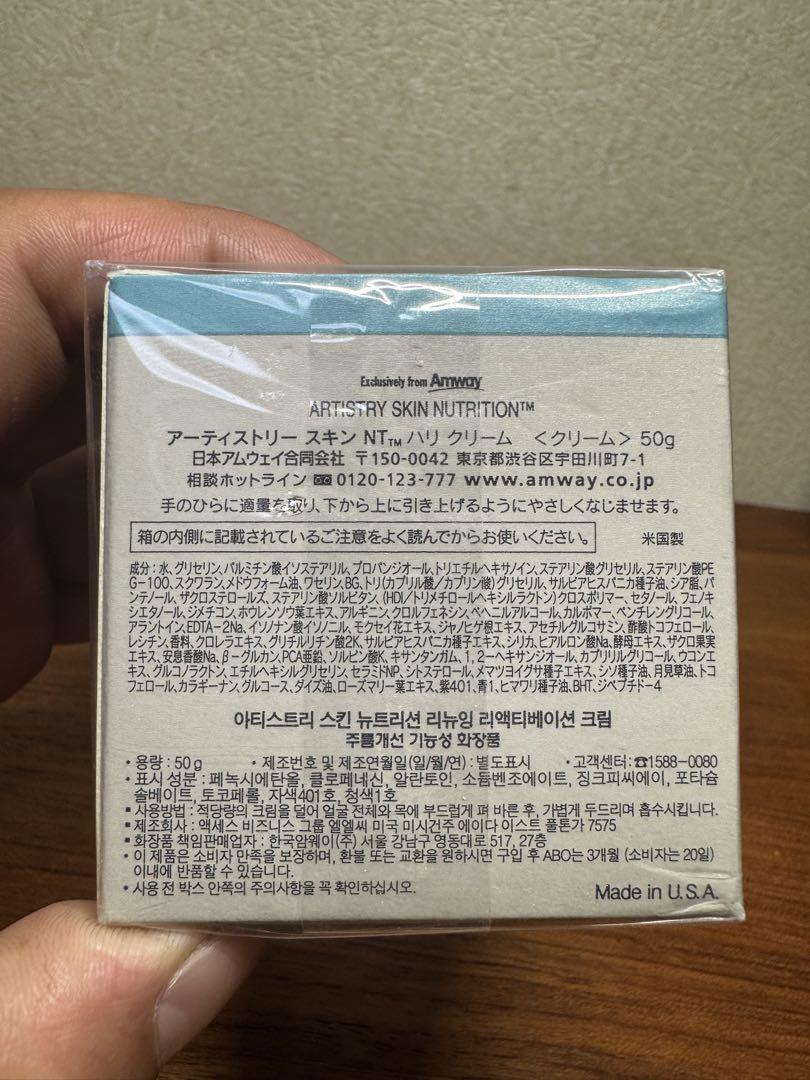 Exclusively from Amway
ARTISTRY SKIN NUTRITION™
アーティストリー スキン NT™ ハリ クリーム <クリーム> 50g
日本アムウェイ合同会社 〒150-0042 東京都渋谷区宇田川町7-1
相談ホットライン 0120-123-777 www.amway.co.jp
手のひらに適量を取り、下から上に引き上げるようにやさしくなじませます。
箱の内側に記載されているご注意をよく読んでからお使いください。 米国製
成分：水、グリセリン、パルミチン酸イソステアリル、プロパンジオール、トリエチルヘキサノイン、ステアリン酸グリセリル、ステアリン酸PE
G-100、スクワラン、メドウフォーム油、ワセリン、BG、トリ(カプリル酸/カプリン酸)グリセリル、サルビアヒスパニカ種子油、シア脂、パ
ンテノール、ザクロステロールズ、ステアリン酸ソルビタン、(HDI/トリメチロールヘキシルラクトン)クロスポリマー、セタノール、フェノキ
シエタノール、ジメチコン、ホウレンソウ葉エキス、アルギニン、クロルフェネシン、ベヘニルアルコール、カルボマー、ペンチレングリコール、
アラントイン、EDTA-2Na、イソノナン酸イソノニル、モクセイ花エキス、ジャノヒゲ根エキス、アセチルグルコサミン、酢酸トコフェロール、
レシチン、香料、クロレラエキス、グリチルリチン酸2K、サルビアヒスパニカ種子エキス、シリカ、ヒアルロン酸Na、酵母エキス、ザクロ果実
エキス、安息香酸Na、β-グルカン、PCA亜鉛、ソルビン酸K、キサンタンガム、1,2-ヘキサンジオール、カプリリルグリコール、ウコンエ
キス、グルコノラクトン、エチルヘキシルグリセリン、セラミドNP、シトステロール、メマツヨイグサ種子エキス、シソ種子油、月見草油、トコ
フェロール、カラギーナン、グルコース、ダイズ油、ローズマリー葉エキス、紫401、青1、ヒマワリ種子油、BHT、ジペプチド-4
아티스트리 스킨 뉴트리션 리뉴잉 리액티베이션 크림
주름개선 기능성 화장품
• 용량 : 50g • 제조번호 및 제조연월일(일/월/연) : 별도표시 • 고객센터: ☎1588-0080
• 표시 성분 : 페녹시에탄올, 클로페네신, 알란토인, 소듐벤조에이트, 징크피씨에이, 포타슘
솔베이트, 토코페롤, 자색401호, 청색1호
• 사용방법 : 적당량의 크림을 덜어 얼굴 전체와 목에 부드럽게 펴 바른 후, 가볍게 두드리며 흡수시킵니다.
• 제조회사 : 액세스 비즈니스 그룹 엘엘씨 미국 미시건주 에이다 이스트 풀톤가 7575
• 화장품 책임판매업자 : 한국암웨이(주) 서울 강남구 영동대로 517, 27층
• 이 제품은 소비자 만족을 보장하며, 환불 또는 교환을 원하시면 구입 후 ABO는 3개월 (소비자는 20일)
이내에 반품할 수 있습니다.
• 사용 전 박스 안쪽의 주의사항을 꼭 확인하십시오. Made in U.S.A.